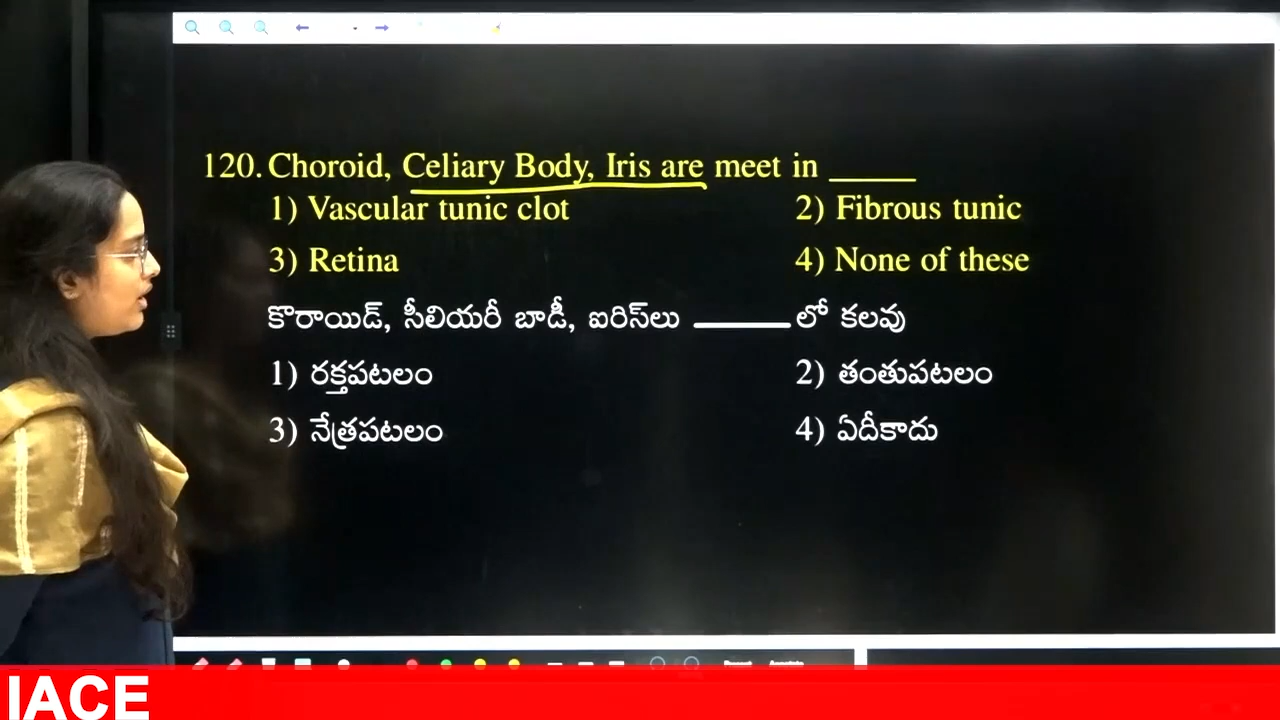 120. Choroid, Celiary Body, Iris are meet in _____
1) Vascular tunic clot 2) Fibrous tunic
3) Retina 4) None of these
కొరాయిడ్, సీలియరీ బాడీ, ఐరిస్‌లు ______ లో కలవు
1) రక్తపటలం 2) తంతుపటలం
3) నేత్రపటలం 4) ఏదీకాదు
IACE